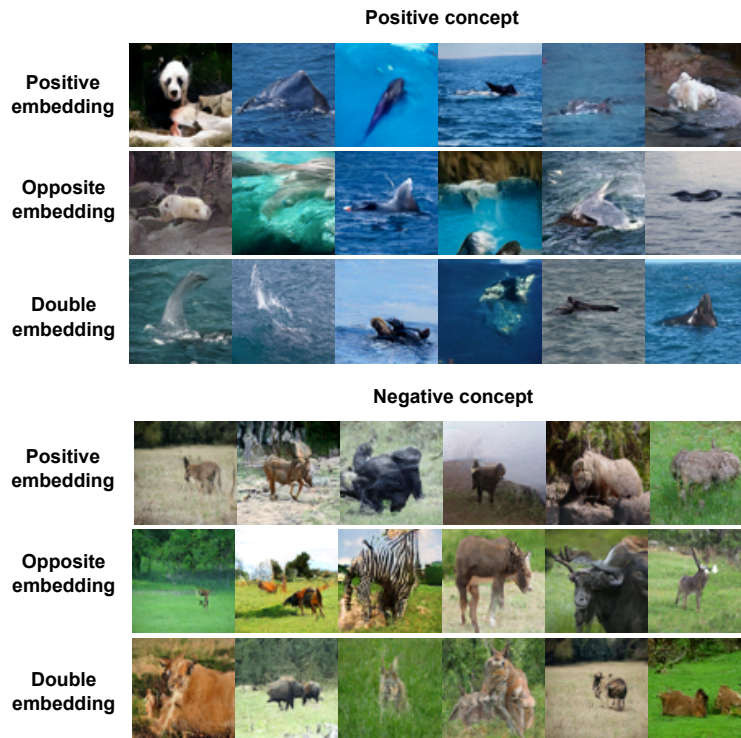 Positive concept
Positive
embedding
Opposite
embedding
Double
embedding
Negative concept
Positive
embedding
Opposite
embedding
Double
embedding